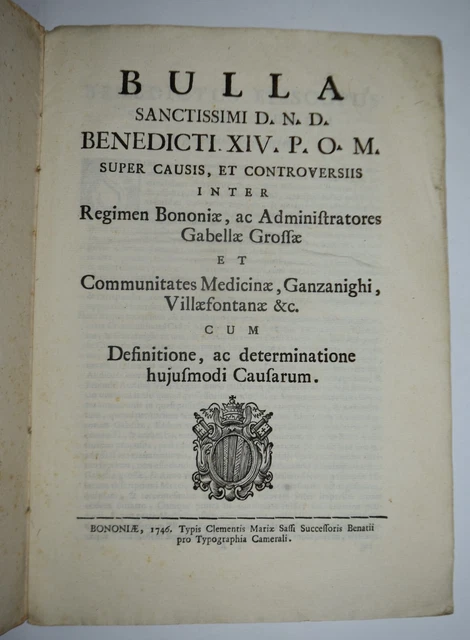 BULLA
SANCTISSIMI D. N. D.
BENEDICTI. XIV. P. O. M.
SUPER CAUSIS, ET CONTROVERSIIS
INTER
Regimen Bononiæ, ac Adminiſtratores
Gabellæ Groſſæ
ET
Communitates Medicinæ, Ganzanighi,
Villæfontanæ &c.
CUM
Definitione, ac determinatione
hujuſmodi Cauſarum.
BONONIÆ, 1746. Typis Clementis Mariæ Saſſi Succeſſoris Benatii
pro Typographia Camerali.